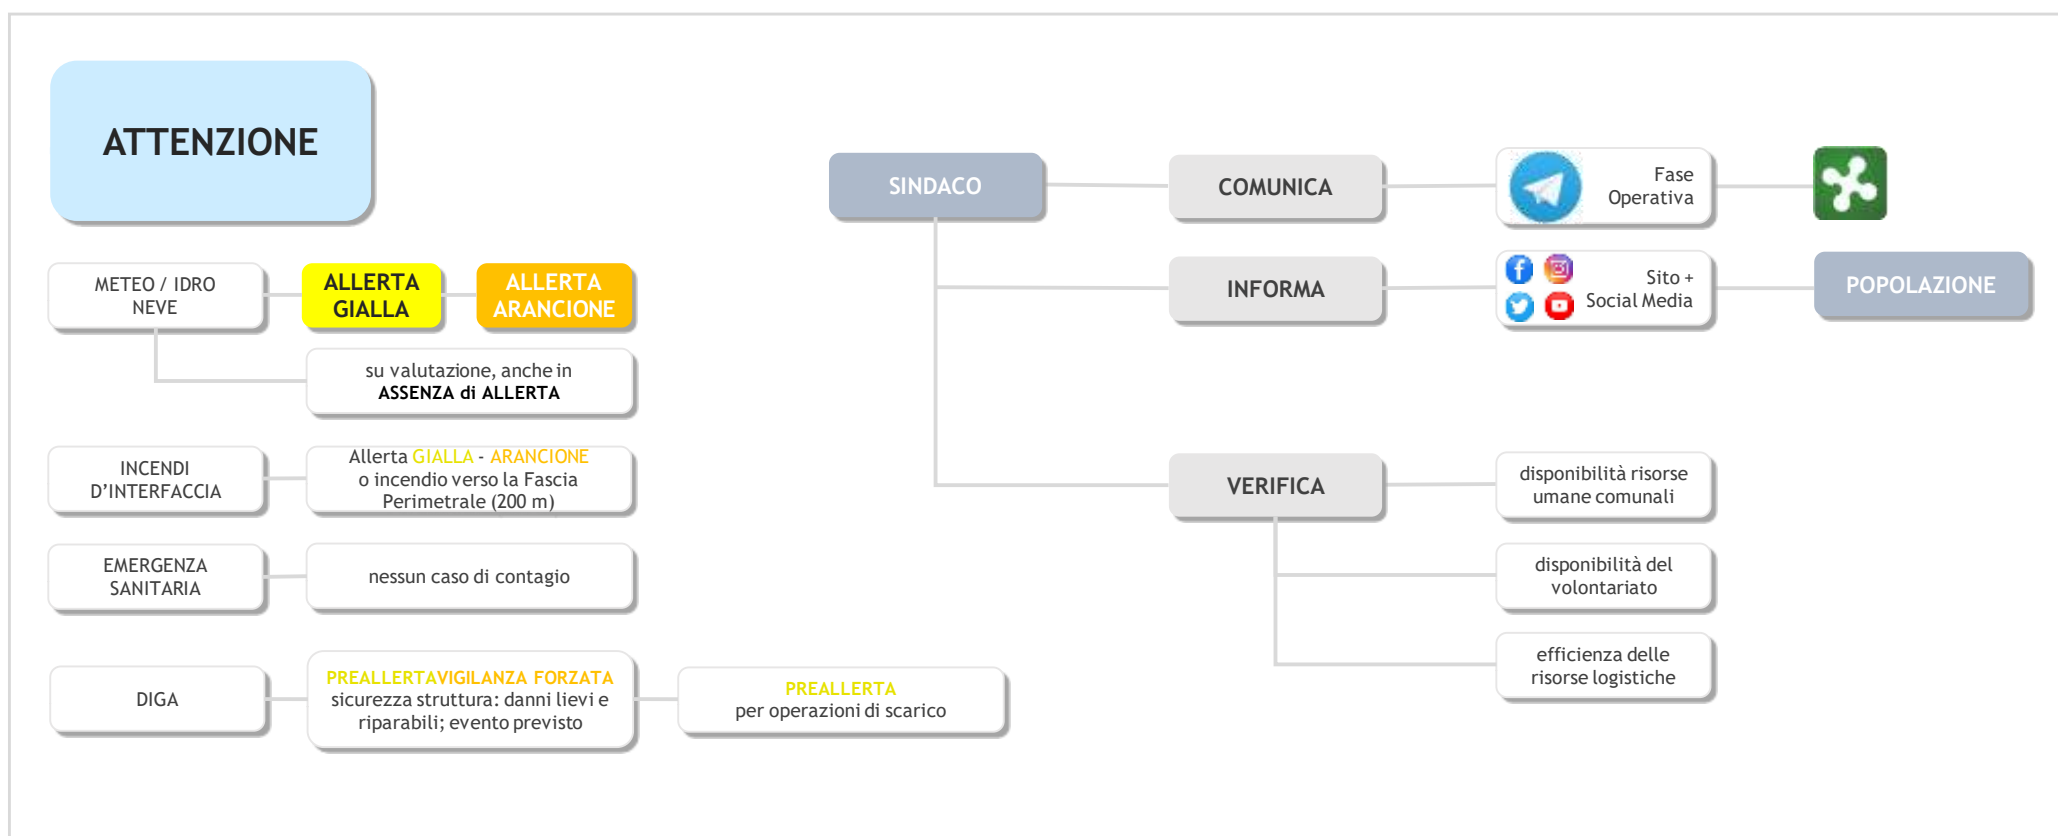 ATTENZIONE
METEO / IDRO
NEVE
ALLERTA
GIALLA
ALLERTA
ARANCIONE
su valutazione, anche in
ASSENZA di ALLERTA
INCENDI
D'INTERFACCIA
Allerta GIALLA - ARANCIONE
o incendio verso la Fascia
Perimetrale (200 m)
EMERGENZA
SANITARIA
nessun caso di contagio
DIGA
PREALLERTAVIGILANZA FORZATA
sicurezza struttura: danni lievi e
riparabili; evento previsto
PREALLERTA
per operazioni di scarico
SINDACO
COMUNICA
Fase
Operativa
INFORMA
Sito +
Social Media
POPOLAZIONE
VERIFICA
disponibilità risorse
umane comunali
disponibilità del
volontariato
efficienza delle
risorse logistiche